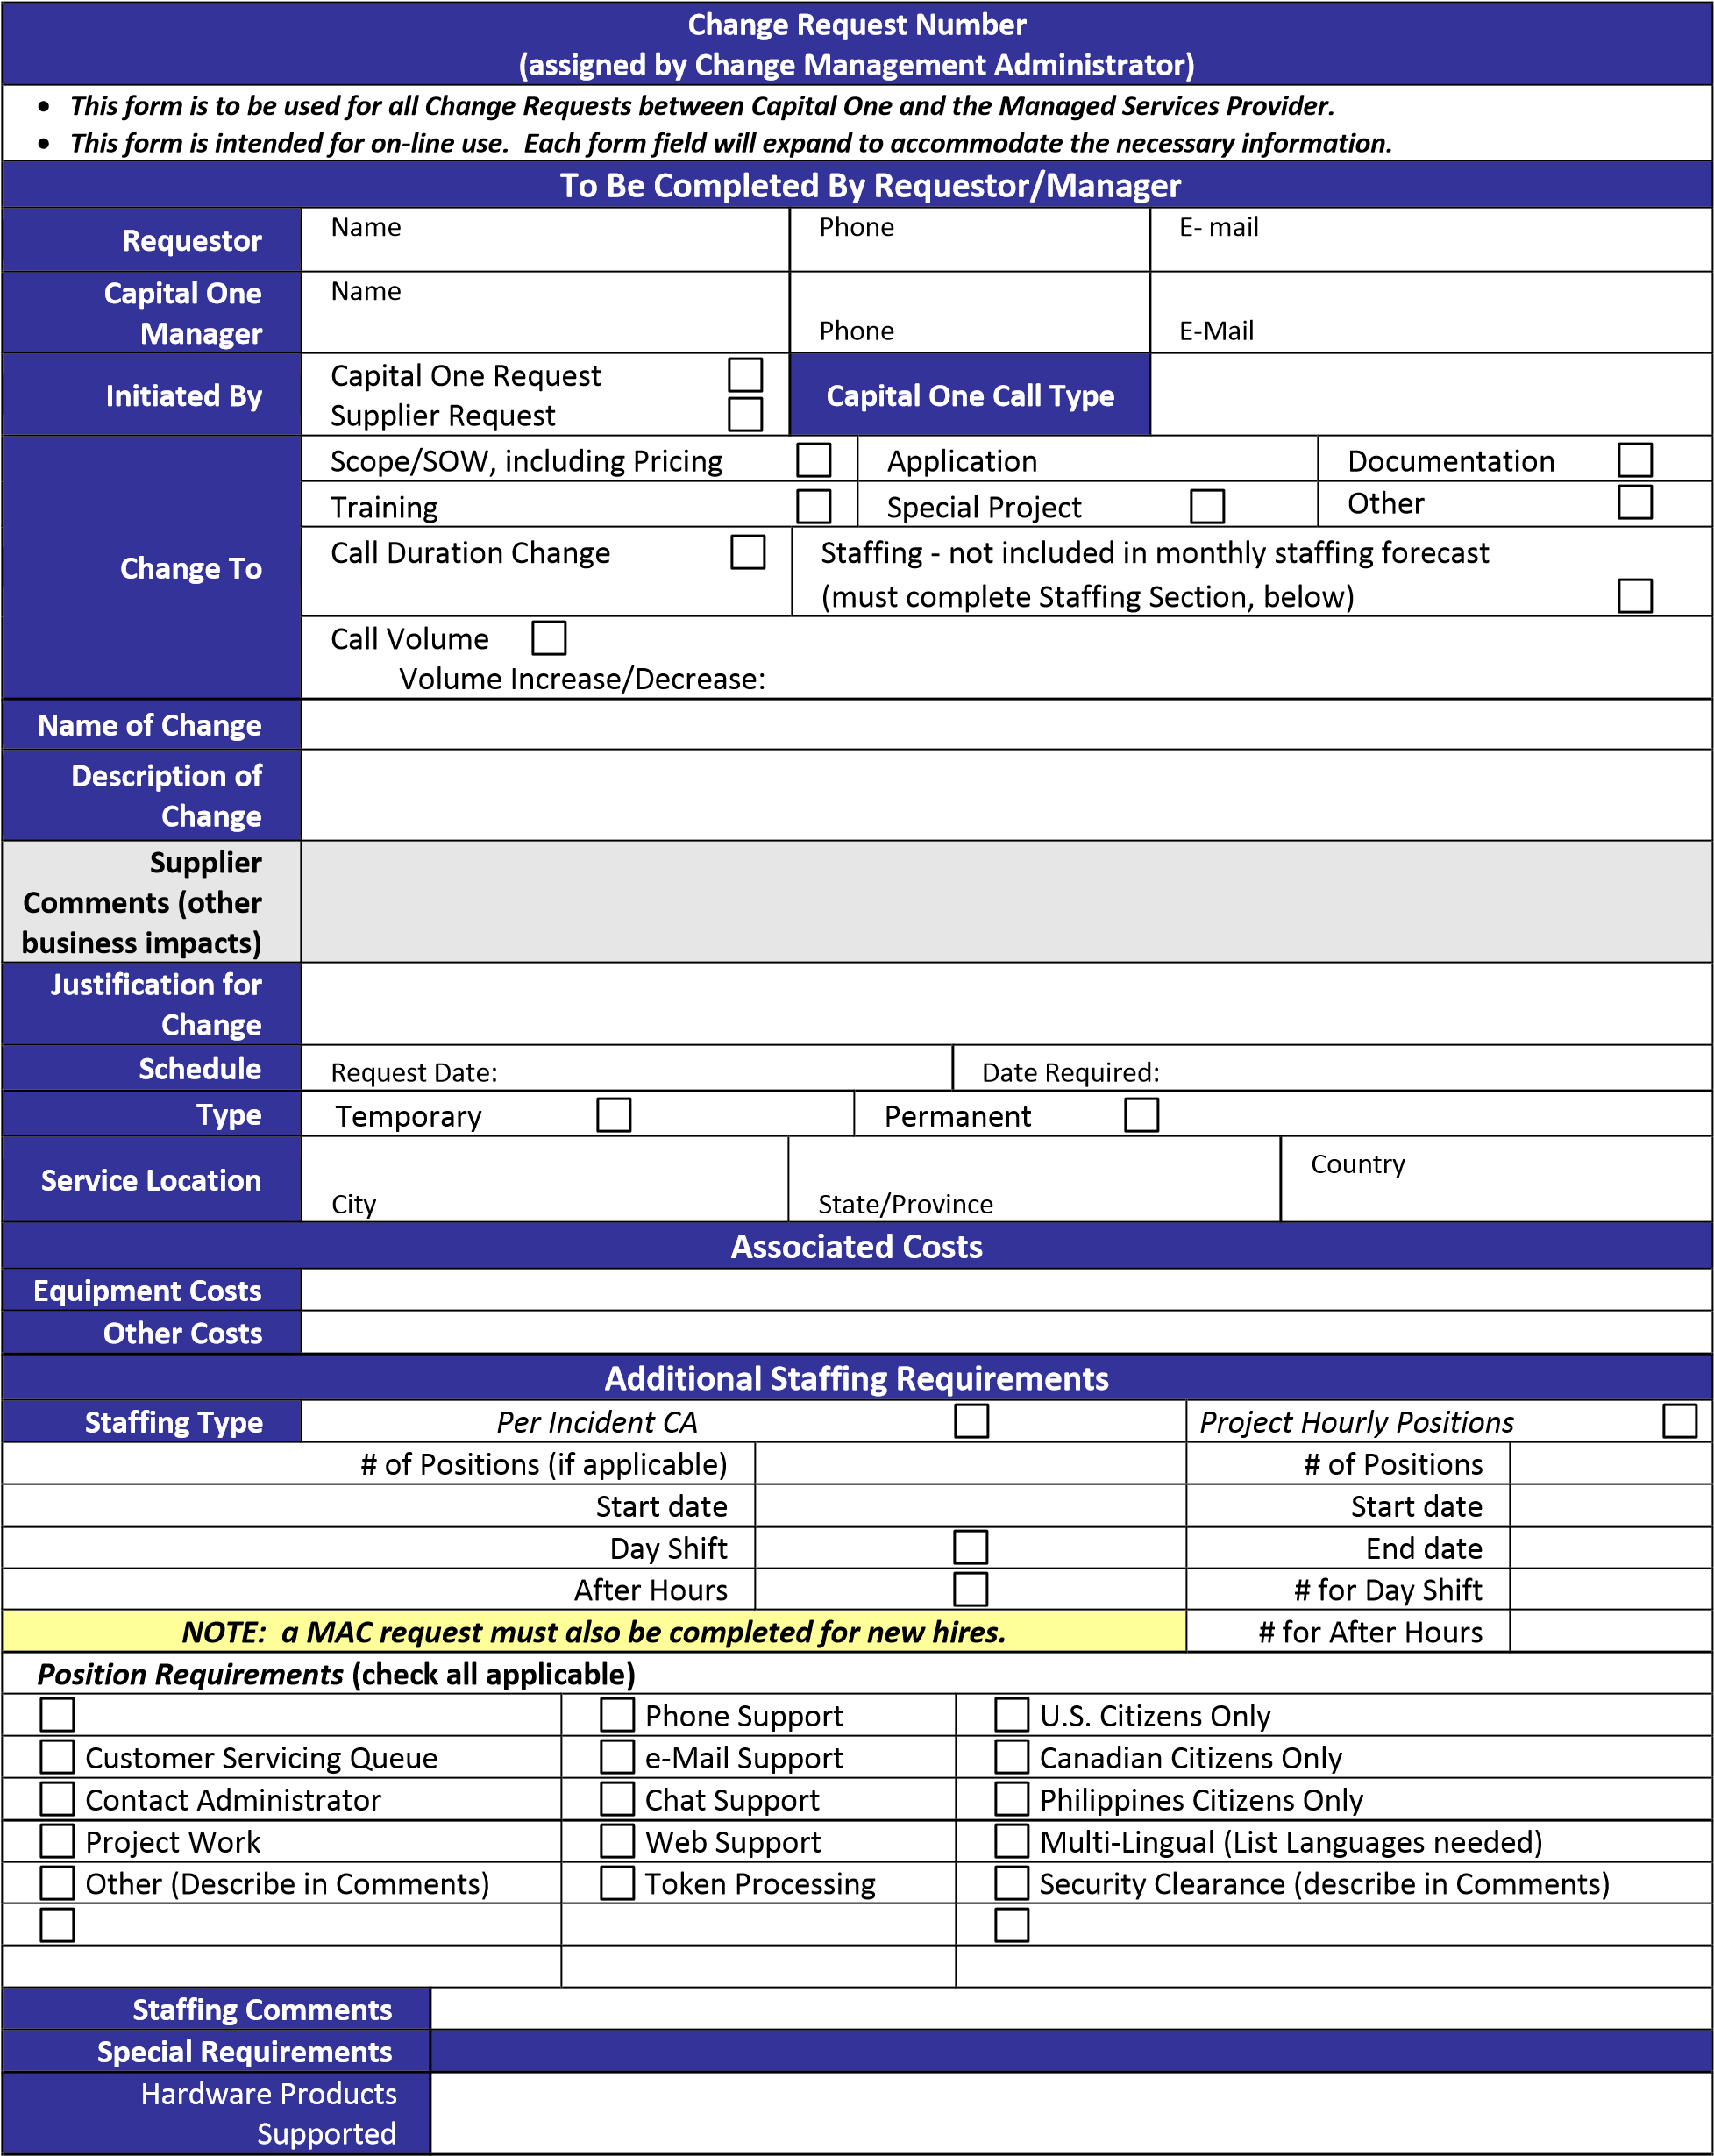 Change Request Number
(assigned by Change Management Administrator)
• This form is to be used for all Change Requests between Capital One and the Managed Services Provider.
• This form is intended for on-line use.  Each form field will expand to accommodate the necessary information.
To Be Completed By Requestor/Manager
Requestor
Name
Phone
E- mail
Capital One
Manager
Name
Phone
E-Mail
Initiated By
Capital One Request
Supplier Request
Capital One Call Type
Change To
Scope/SOW, including Pricing
Application
Documentation
Training
Special Project
Other
Call Duration Change
Staffing - not included in monthly staffing forecast
(must complete Staffing Section, below)
Call Volume
Volume Increase/Decrease:
Name of Change
Description of
Change
Supplier
Comments (other
business impacts)
Justification for
Change
Schedule
Request Date:
Date Required:
Type
Temporary
Permanent
Service Location
City
State/Province
Country
Associated Costs
Equipment Costs
Other Costs
Additional Staffing Requirements
Staffing Type
Per Incident CA
Project Hourly Positions
# of Positions (if applicable)
# of Positions
Start date
Start date
Day Shift
End date
After Hours
# for Day Shift
NOTE:  a MAC request must also be completed for new hires.
# for After Hours
Position Requirements (check all applicable)
Phone Support
U.S. Citizens Only
Customer Servicing Queue
e-Mail Support
Canadian Citizens Only
Contact Administrator
Chat Support
Philippines Citizens Only
Project Work
Web Support
Multi-Lingual (List Languages needed)
Other (Describe in Comments)
Token Processing
Security Clearance (describe in Comments)
Staffing Comments
Special Requirements
Hardware Products
Supported